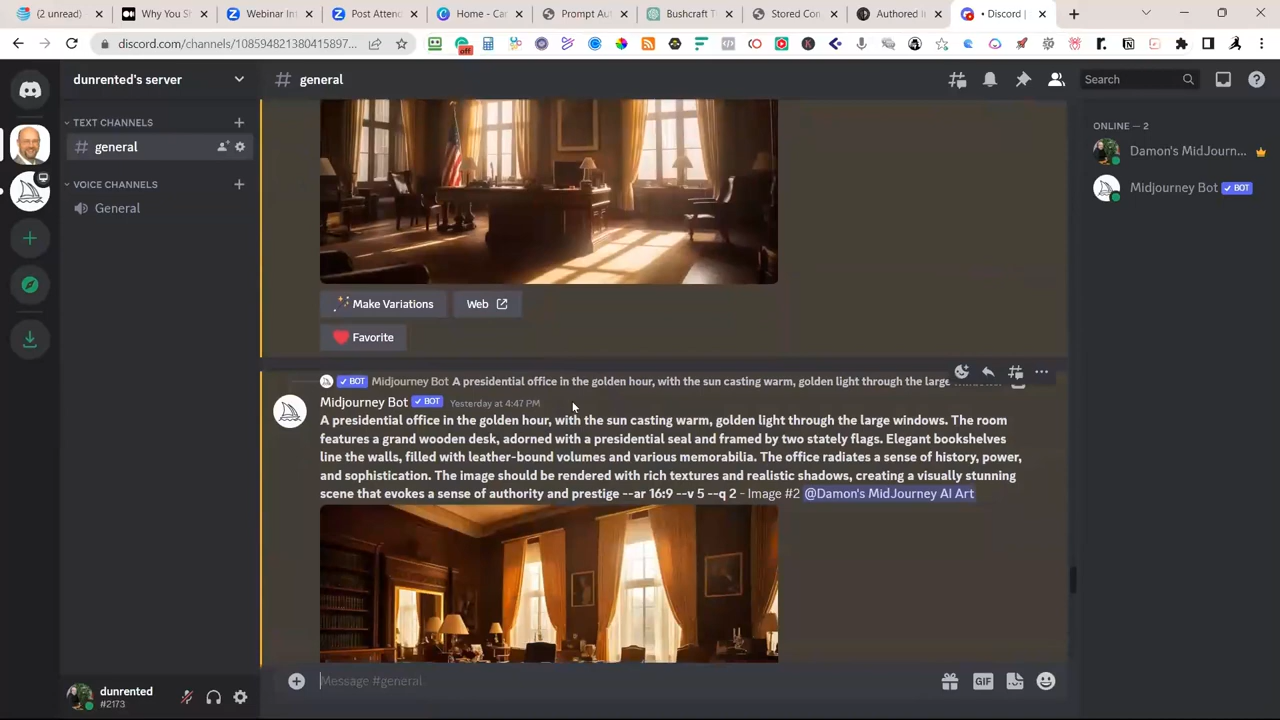 (2 unread)
Why You S
Webinar In
Post Attend
Home - Can
Prompt Aut
Bushcraft T
Stored Con
Authored I
• Discord |
discord.com/channels/1085948213041589​7...
off
dunrented's server
general
Search
TEXT CHANNELS
general
VOICE CHANNELS
General
ONLINE — 2
Damon's MidJourn...
Midjourney Bot BOT
Make Variations
Web
Favorite
BOT Midjourney Bot A presidential office in the golden hour, with the sun casting warm, golden light through the large
Midjourney Bot BOT Yesterday at 4:47 PM
A presidential office in the golden hour, with the sun casting warm, golden light through the large windows. The room
features a grand wooden desk, adorned with a presidential seal and framed by two stately flags. Elegant bookshelves
line the walls, filled with leather-bound volumes and various memorabilia. The office radiates a sense of history, power,
and sophistication. The image should be rendered with rich textures and realistic shadows, creating a visually stunning
scene that evokes a sense of authority and prestige --ar 16:9 --v 5 --q 2 - Image #2 @Damon's MidJourney AI Art
Message #general
GIF
dunrented
#2173